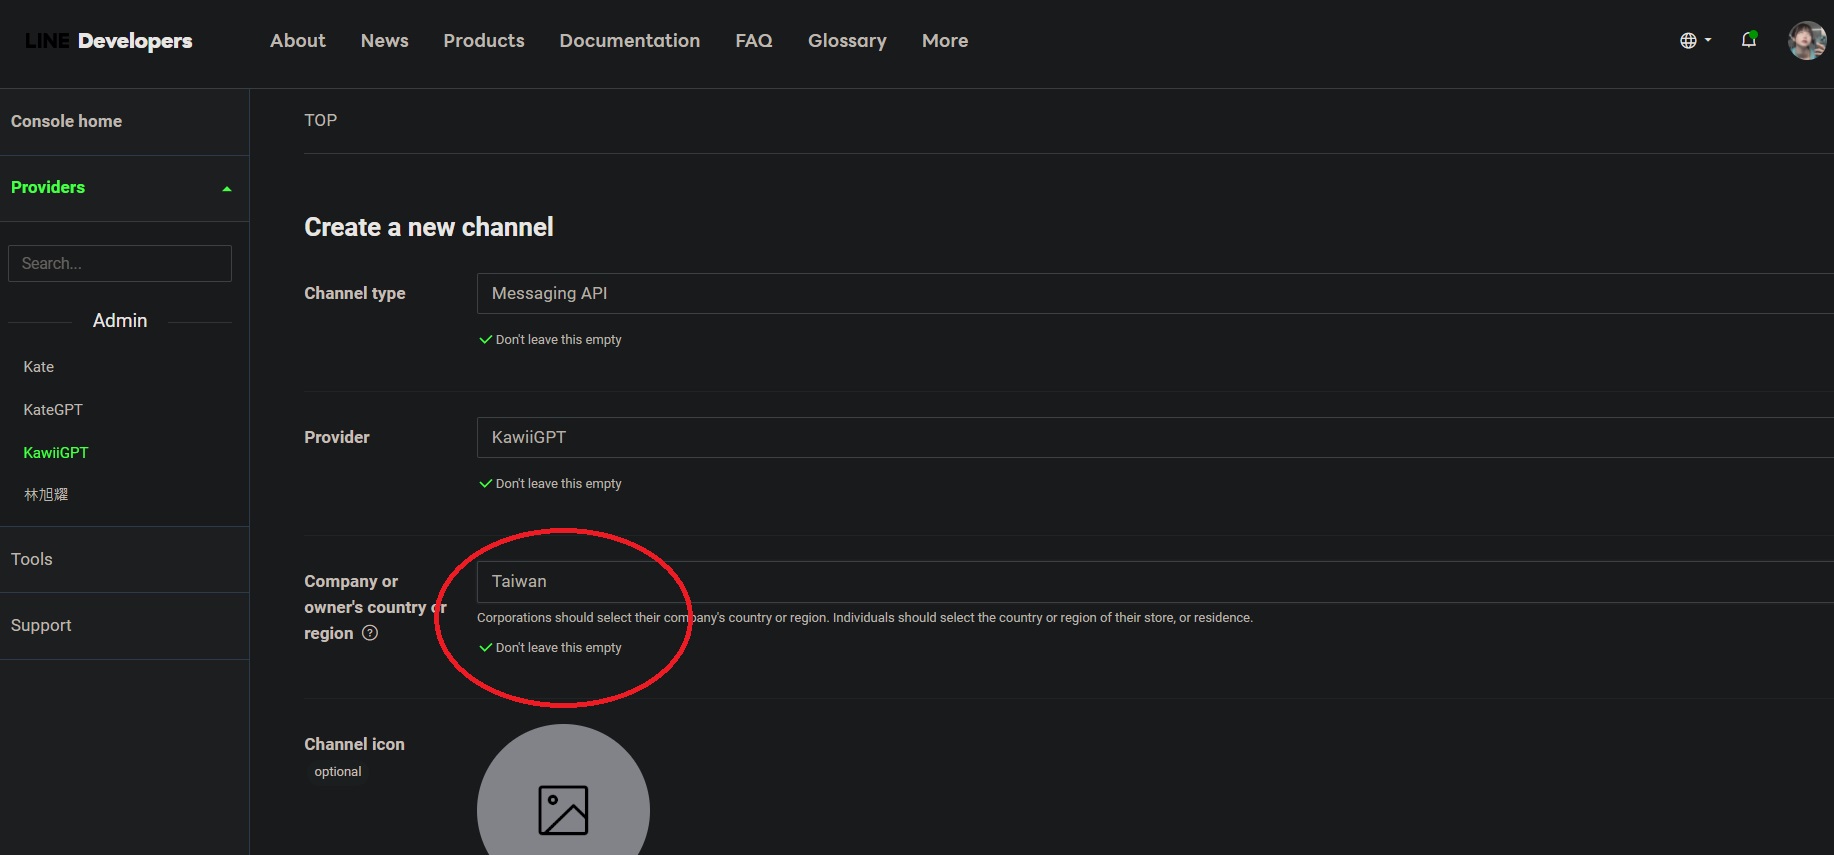 LINE Developers
About
News
Products
Documentation
FAQ
Glossary
More
Console home
Providers
Search...
Admin
Kate
KateGPT
KawiiGPT
林旭耀
Tools
Support
TOP
Create a new channel
Channel type
Messaging API
Don't leave this empty
Provider
KawiiGPT
Don't leave this empty
Company or
owner's country or
region ?
Taiwan
Corporations should select their company's country or region. Individuals should select the country or region of their store, or residence.
Don't leave this empty
Channel icon
optional